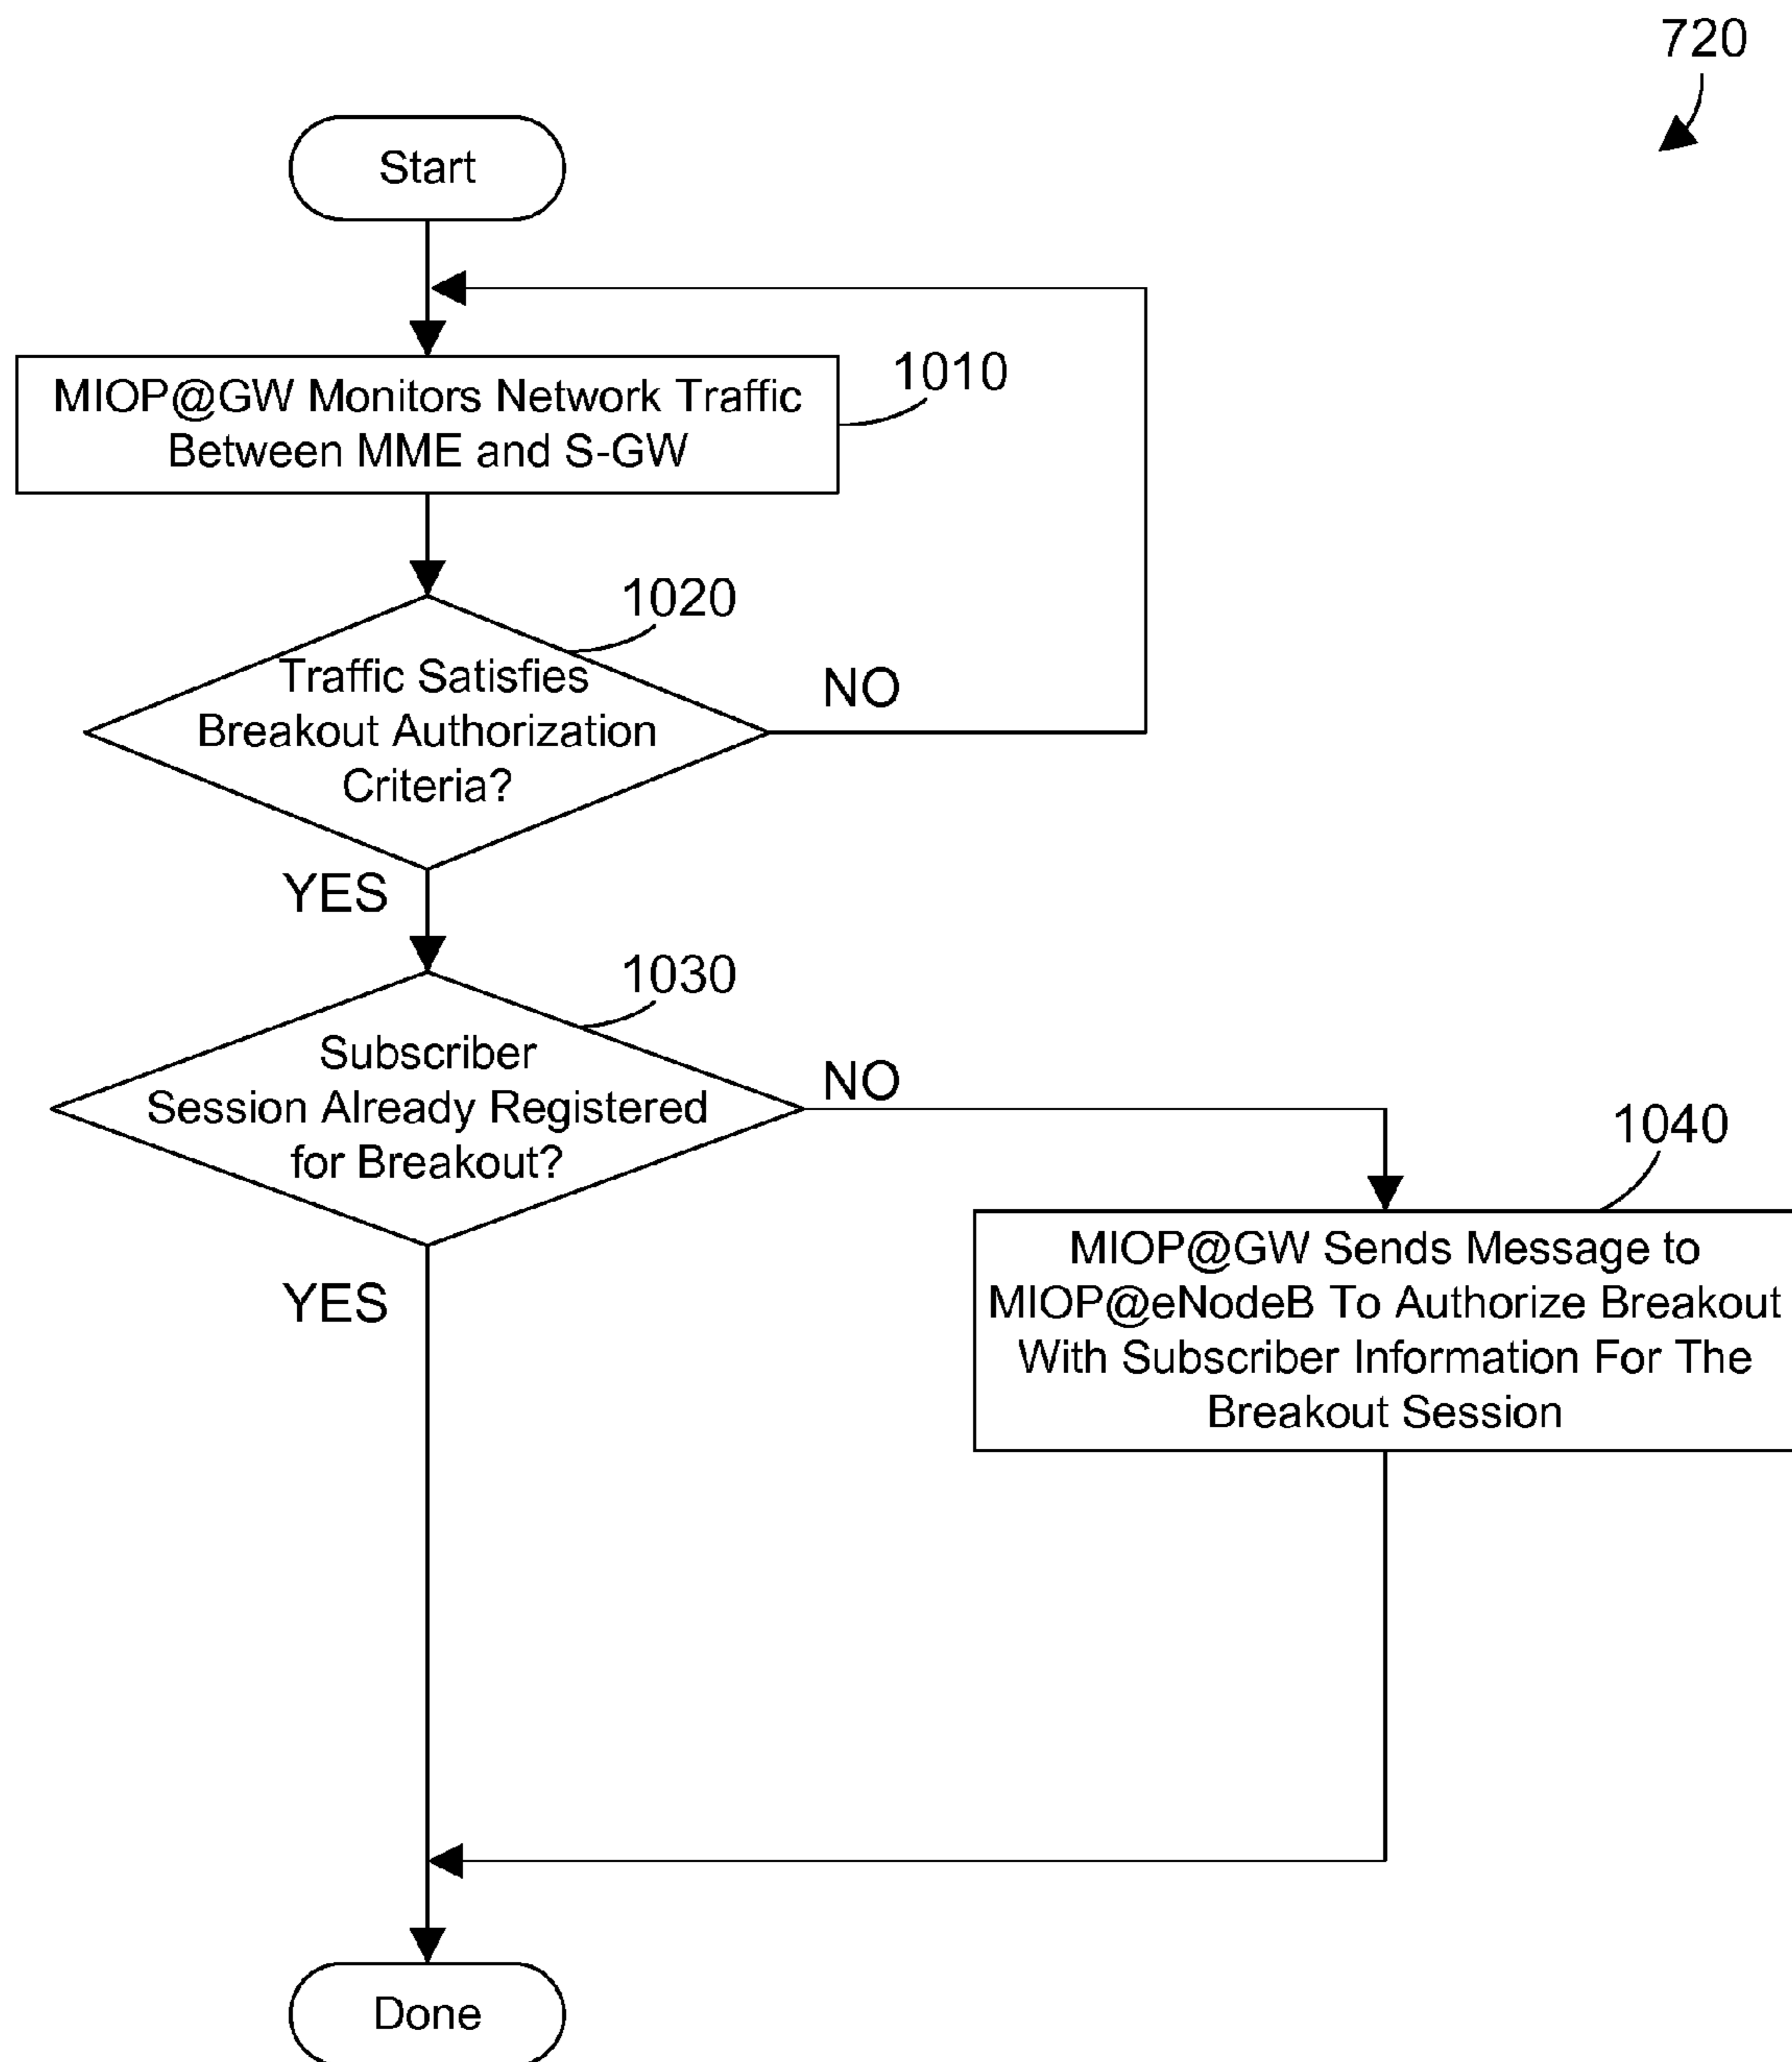 720
Start
MIOP@GW Monitors Network Traffic
Between MME and S-GW
1010
1020
Traffic Satisfies
Breakout Authorization
Criteria?
NO
YES
1030
Subscriber
Session Already Registered
for Breakout?
NO
YES
1040
MIOP@GW Sends Message to
MIOP@eNodeB To Authorize Breakout
With Subscriber Information For The
Breakout Session
Done